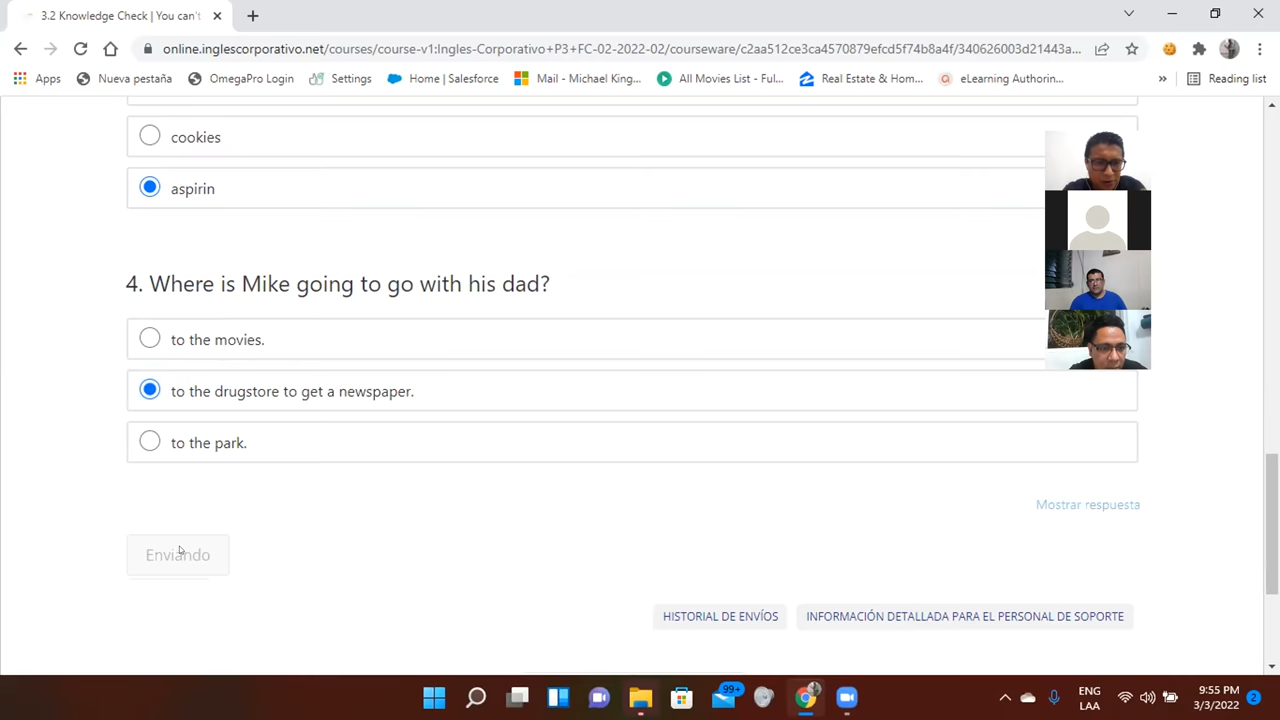 3.2 Knowledge Check | You can't
online.inglescorporativo.net/courses/course-v1:Ingles-Corporativo+P3+FC-02-2022-02/courseware/c2aa512ce3ca4570879efcd5f74b8a4f/340626003d21443a...
Apps Nueva pestaña OmegaPro Login Settings Home | Salesforce Mail - Michael King... All Movies List - Ful... Real Estate & Hom... eLearning Authorin... » Reading list
cookies
aspirin
4. Where is Mike going to go with his dad?
to the movies.
to the drugstore to get a newspaper.
to the park.
Mostrar respuesta
Enviando
HISTORIAL DE ENVÍOS INFORMACIÓN DETALLADA PARA EL PERSONAL DE SOPORTE
99+ ENG 9:55 PM
LAA 3/3/2022 2